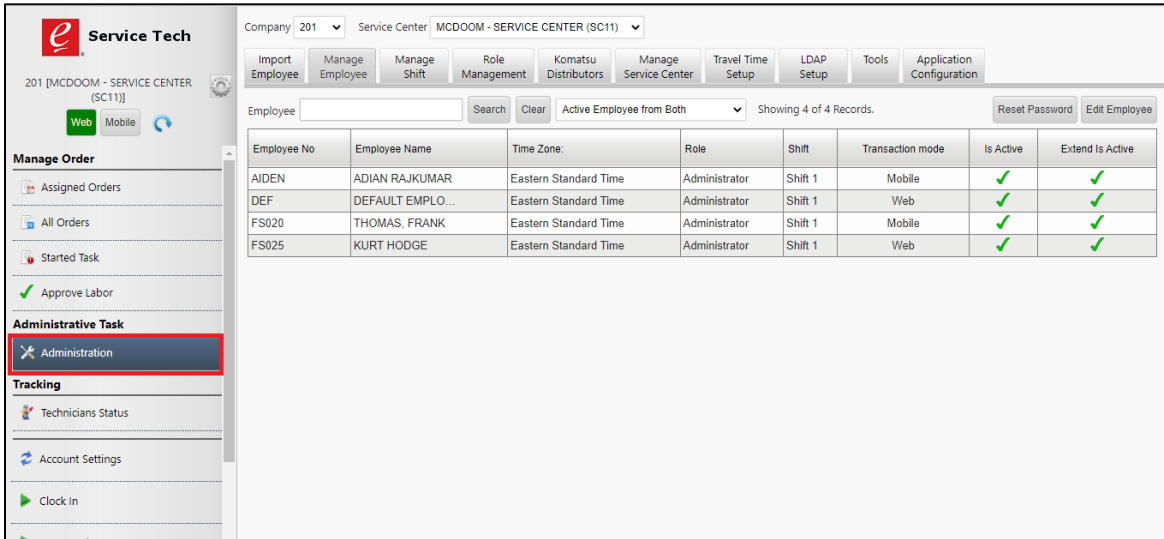 e Service Tech
201 [MCDOOM - SERVICE CENTER
(SC11)]
Web Mobile
Manage Order
Assigned Orders
All Orders
Started Task
Approve Labor
Administrative Task
Administration
Tracking
Technicians Status
Account Settings
Clock In
Company 201 Service Center MCDOOM - SERVICE CENTER (SC11)
Import Employee Manage Employee Manage Shift Role Management Komatsu Distributors Manage Service Center Travel Time Setup LDAP Setup Tools Application Configuration
Employee Search Clear Active Employee from Both Showing 4 of 4 Records. Reset Password Edit Employee
Employee No Employee Name Time Zone: Role Shift Transaction mode Is Active Extend Is Active
AIDEN ADIAN RAJKUMAR Eastern Standard Time Administrator Shift 1 Mobile
DEF DEFAULT EMPLO... Eastern Standard Time Administrator Shift 1 Web
FS020 THOMAS, FRANK Eastern Standard Time Administrator Shift 1 Mobile
FS025 KURT HODGE Eastern Standard Time Administrator Shift 1 Web